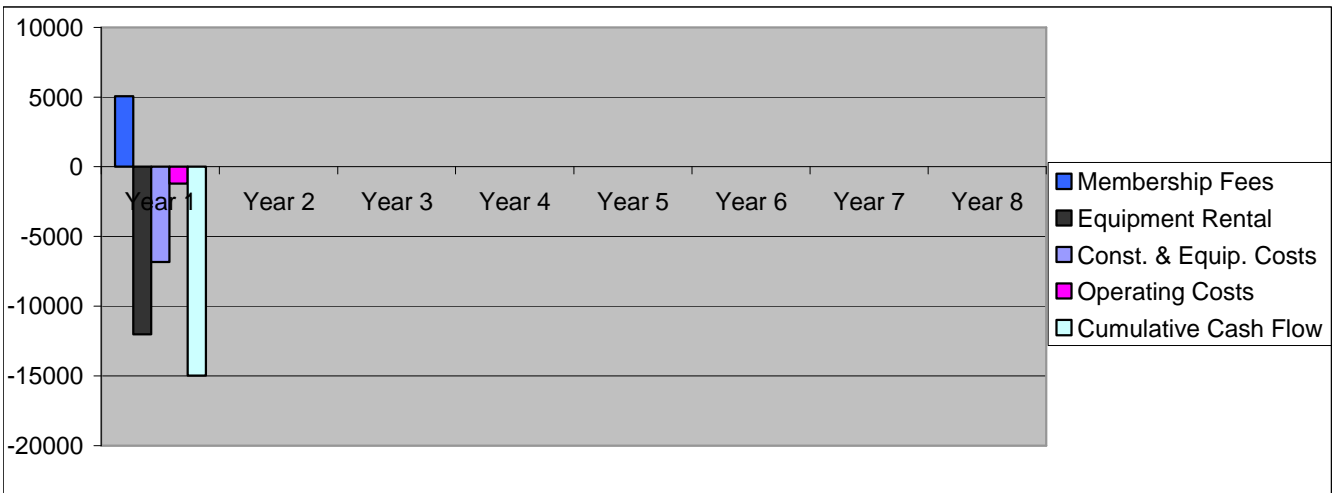 10000
5000
0
-5000
-10000
-15000
-20000
Year 1 Year 2 Year 3 Year 4 Year 5 Year 6 Year 7 Year 8
Membership Fees
Equipment Rental
Const. & Equip. Costs
Operating Costs
Cumulative Cash Flow